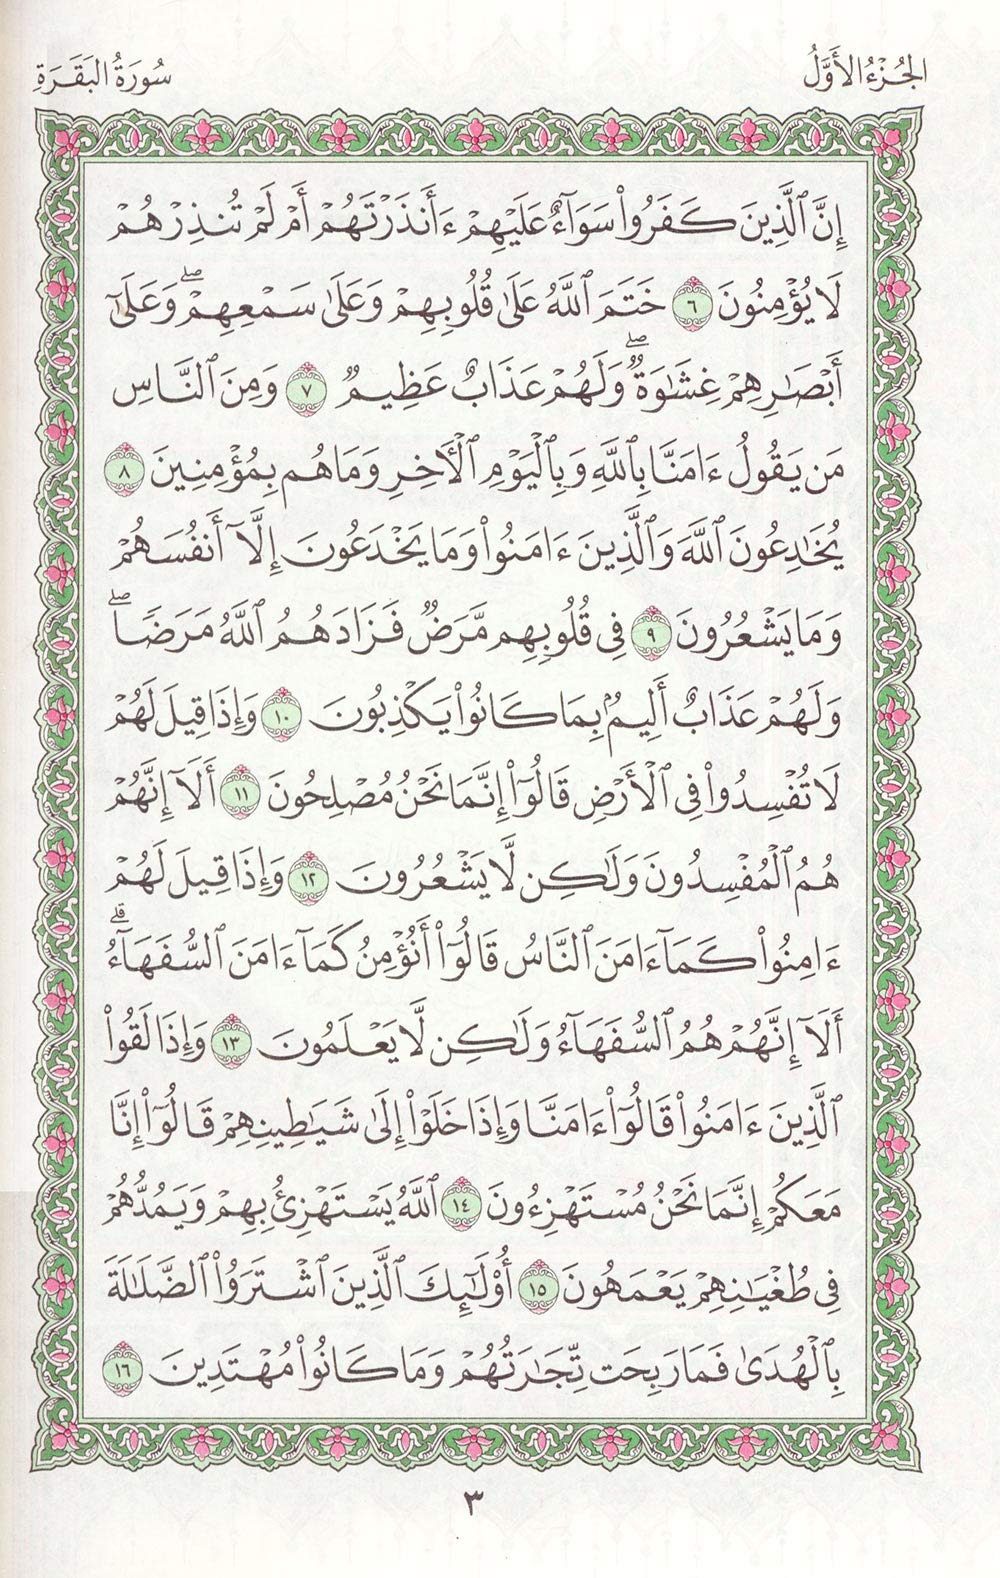 الجُزْءُ الأَوَّلُ
سُورَةُ البَقَرَةِ
إِنَّ ٱلَّذِينَ كَفَرُوا۟ سَوَآءٌ عَلَيْهِمْ ءَأَنذَرْتَهُمْ أَمْ لَمْ تُنذِرْهُمْ
لَا يُؤْمِنُونَ ٦ خَتَمَ ٱللَّهُ عَلَىٰ قُلُوبِهِمْ وَعَلَىٰ سَمْعِهِمْ ۖ وَعَلَىٰٓ
أَبْصَٰرِهِمْ غِشَٰوَةٌ ۖ وَلَهُمْ عَذَابٌ عَظِيمٌ ٧ وَمِنَ ٱلنَّاسِ
مَن يَقُولُ ءَامَنَّا بِٱللَّهِ وَبِٱلْيَوْمِ ٱلْـَٔاخِرِ وَمَا هُم بِمُؤْمِنِينَ ٨
يُخَٰدِعُونَ ٱللَّهَ وَٱلَّذِينَ ءَامَنُوا۟ وَمَا يَخْدَعُونَ إِلَّآ أَنفُسَهُمْ
وَمَا يَشْعُرُونَ ٩ فِى قُلُوبِهِم مَّرَضٌ فَزَادَهُمُ ٱللَّهُ مَرَضًا ۖ
وَلَهُمْ عَذَابٌ أَلِيمٌۢ بِمَا كَانُوا۟ يَكْذِبُونَ ١٠ وَإِذَا قِيلَ لَهُمْ
لَا تُفْسِدُوا۟ فِى ٱلْأَرْضِ قَالُوٓا۟ إِنَّمَا نَحْنُ مُصْلِحُونَ ١١ أَلَآ إِنَّهُمْ
هُمُ ٱلْمُفْسِدُونَ وَلَٰكِن لَّا يَشْعُرُونَ ١٢ وَإِذَا قِيلَ لَهُمْ
ءَامِنُوا۟ كَمَآ ءَامَنَ ٱلنَّاسُ قَالُوٓا۟ أَنُؤْمِنُ كَمَآ ءَامَنَ ٱلسُّفَهَآءُ ۗ
أَلَآ إِنَّهُمْ هُمُ ٱلسُّفَهَآءُ وَلَٰكِن لَّا يَعْلَمُونَ ١٣ وَإِذَا لَقُوا۟
ٱلَّذِينَ ءَامَنُوا۟ قَالُوٓا۟ ءَامَنَّا وَإِذَا خَلَوْا۟ إِلَىٰ شَيَٰطِينِهِمْ قَالُوٓا۟ إِنَّا
مَعَكُمْ إِنَّمَا نَحْنُ مُسْتَهْزِءُونَ ١٤ ٱللَّهُ يَسْتَهْزِئُ بِهِمْ وَيَمُدُّهُمْ
فِى طُغْيَٰنِهِمْ يَعْمَهُونَ ١٥ أُو۟لَٰٓئِكَ ٱلَّذِينَ ٱشْتَرَوُا۟ ٱلضَّلَٰلَةَ
بِٱلْهُدَىٰ فَمَا رَبِحَت تِّجَٰرَتُهُمْ وَمَا كَانُوا۟ مُهْتَدِينَ ١٦
٣